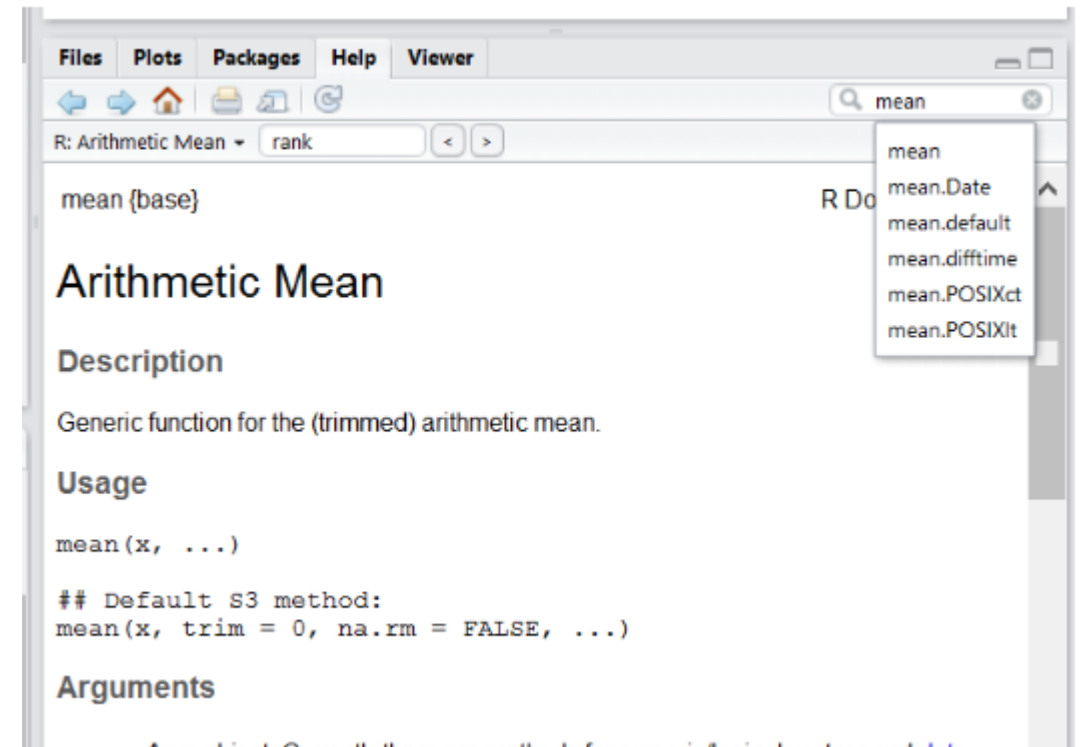 Files Plots Packages Help Viewer
mean
R: Arithmetic Mean rank < >
mean
mean.Date
mean.default
mean.difftime
mean.POSIXct
mean.POSIXlt
mean {base} R Do
Arithmetic Mean
Description
Generic function for the (trimmed) arithmetic mean.
Usage
mean(x, ...)
## Default S3 method:
mean(x, trim = 0, na.rm = FALSE, ...)
Arguments